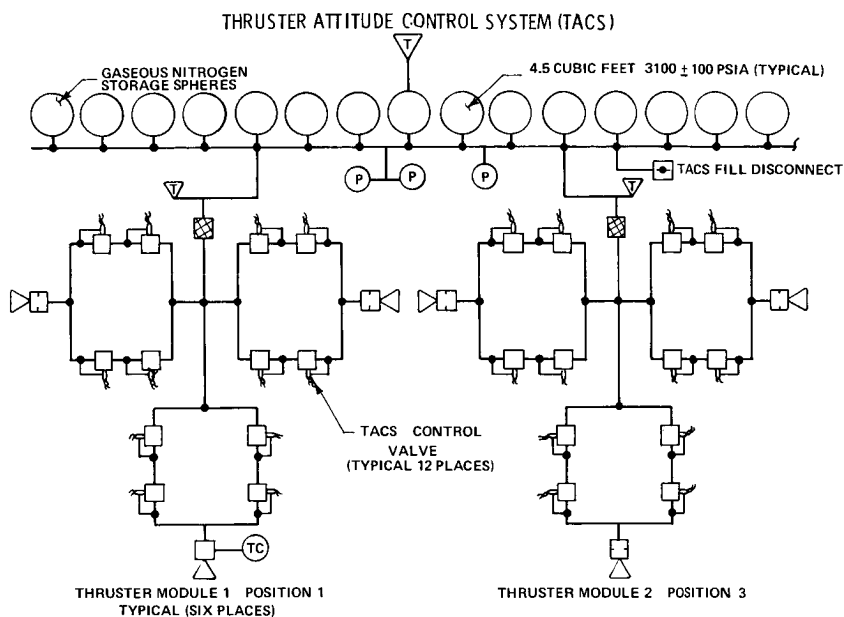 THRUSTER ATTITUDE CONTROL SYSTEM (TACS)
T
GASEOUS NITROGEN
STORAGE SPHERES
4.5 CUBIC FEET 3100 ± 100 PSIA (TYPICAL)
P
P
P
TACS FILL DISCONNECT
T
T
TACS CONTROL
VALVE
(TYPICAL 12 PLACES)
TC
THRUSTER MODULE 1 POSITION 1
TYPICAL (SIX PLACES)
THRUSTER MODULE 2 POSITION 3